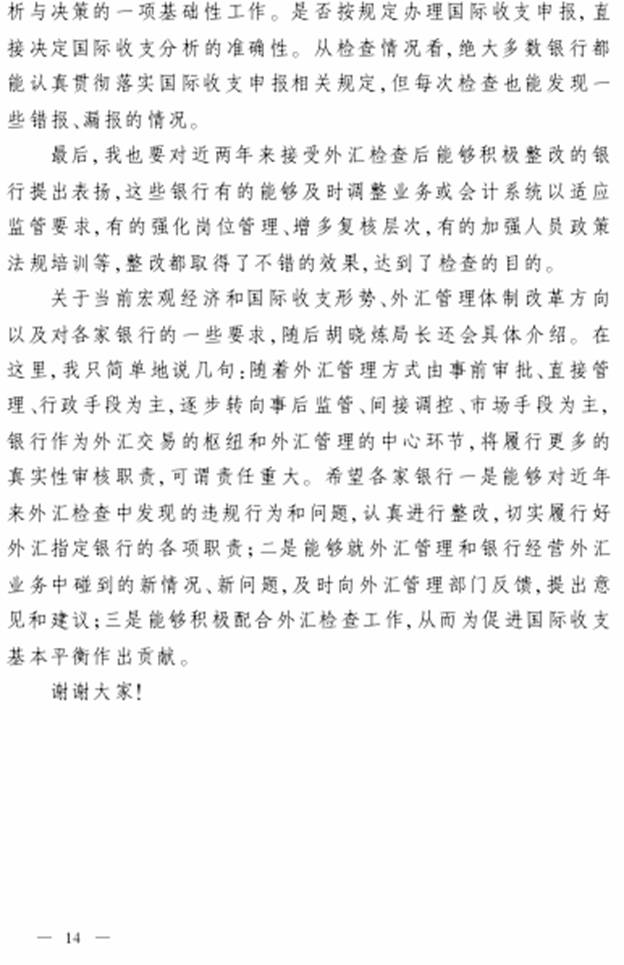 析与决策的一项基础性工作。是否按规定办理国际收支申报,直
接决定国际收支分析的准确性。从检查情况看,绝大多数银行都
能认真贯彻落实国际收支申报相关规定,但每次检查也能发现一
些错报、漏报的情况。
最后,我也要对近两年来接受外汇检查后能够积极整改的银
行提出表扬,这些银行有的能够及时调整业务或会计系统以适应
监管要求,有的强化岗位管理、增多复核层次,有的加强人员政策
法规培训等,整改都取得了不错的效果,达到了检查的目的。
关于当前宏观经济和国际收支形势、外汇管理体制改革方向
以及对各家银行的一些要求,随后胡晓炼局长还会具体介绍。在
这里,我只简单地说几句:随着外汇管理方式由事前审批、直接管
理、行政手段为主,逐步转向事后监管、间接调控、市场手段为主,
银行作为外汇交易的枢纽和外汇管理的中心环节,将履行更多的
真实性审核职责,可谓责任重大。希望各家银行一是能够对近年
来外汇检查中发现的违规行为和问题,认真进行整改,切实履行好
外汇指定银行的各项职责;二是能够就外汇管理和银行经营外汇
业务中碰到的新情况、新问题,及时向外汇管理部门反馈,提出意
见和建议;三是能够积极配合外汇检查工作,从而为促进国际收支
基本平衡作出贡献。
谢谢大家!
— 14 —